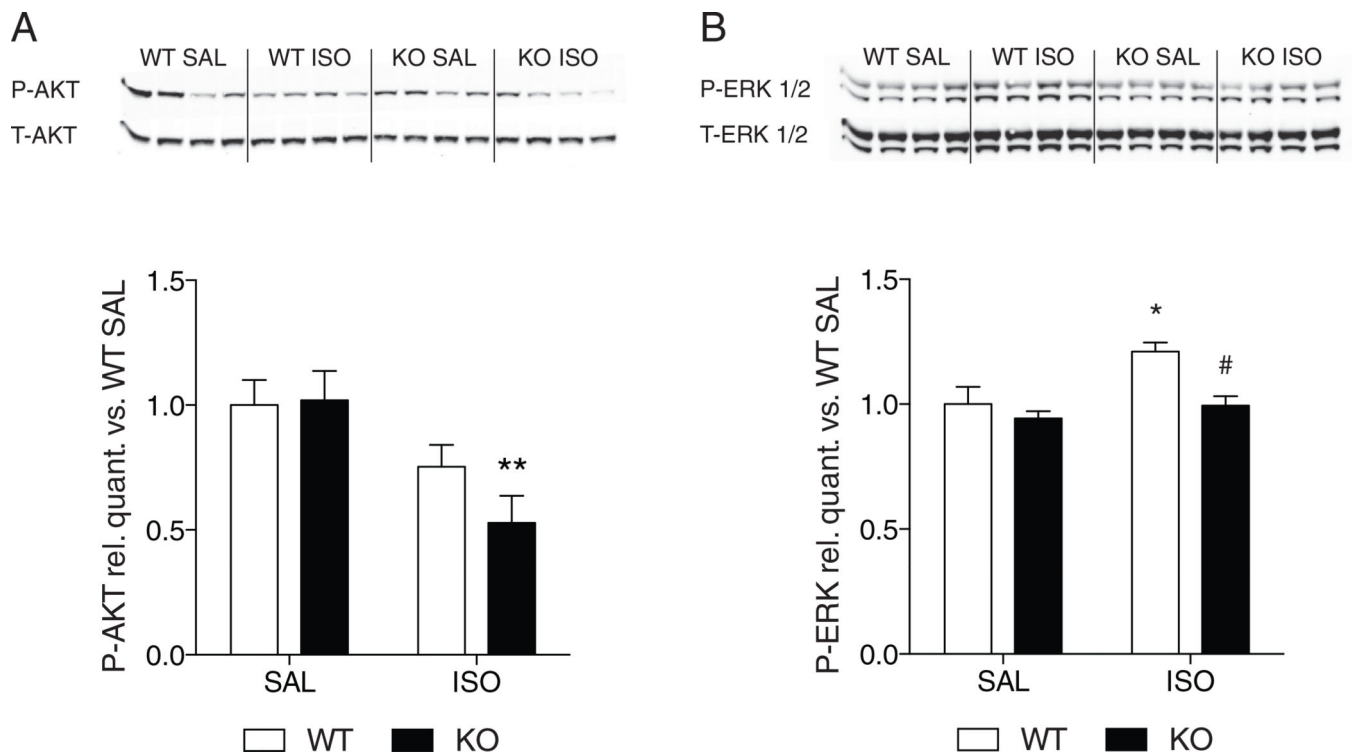 A
WT SAL WT ISO KO SAL KO ISO
P-AKT
T-AKT
P-AKT rel. quant. vs. WT SAL
1.5
1.0
0.5
0.0
**
SAL ISO
WT KO
B
WT SAL WT ISO KO SAL KO ISO
P-ERK 1/2
T-ERK 1/2
P-ERK rel. quant. vs. WT SAL
1.5
1.0
0.5
0.0
*
#
SAL ISO
WT KO